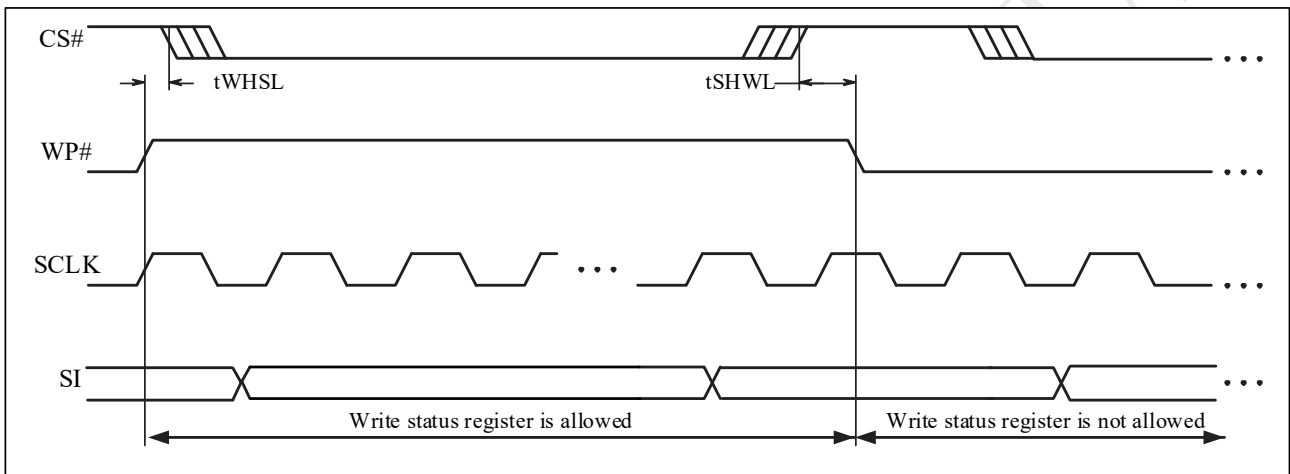 CS#
tWHSL
tSHWL
WP#
SCLK
SI
Write status register is allowed
Write status register is not allowed